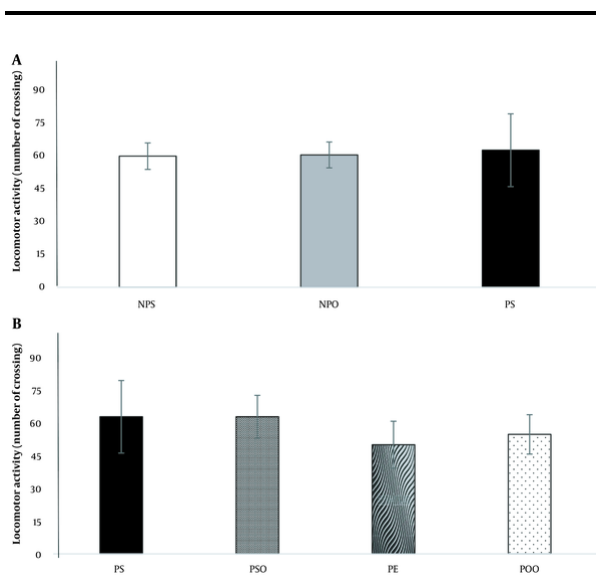 A
Locomotor activity (number of crossing)
90
75
60
45
30
15
0
NPS NPO PS
B
Locomotor activity (number of crossing)
90
75
60
45
30
15
0
PS PSO PE POO